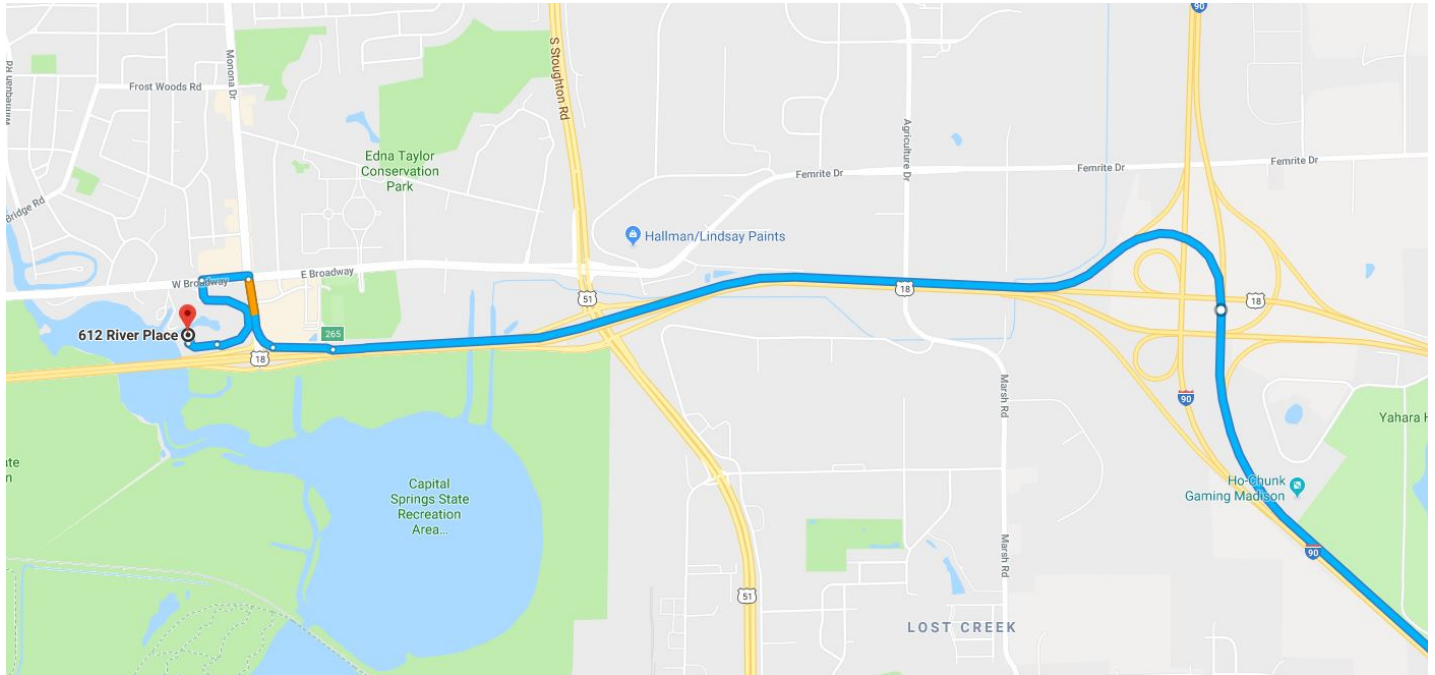 90
Monona Dr
S Stoughton Rd
Frost Woods Rd
Agriculture Dr
Edna Taylor
Conservation
Park
Femrite Dr
Femrite Dr
Femrite Dr
Bridge Rd
Hallman/Lindsay Paints
W Broadway
E Broadway
51
18
18
612 River Place
265
18
Marsh Rd
90
Yahara H
Capital
Springs State
Recreation
Area...
Ho-Chunk
Gaming Madison
90
Marsh Rd
51
LOST CREEK